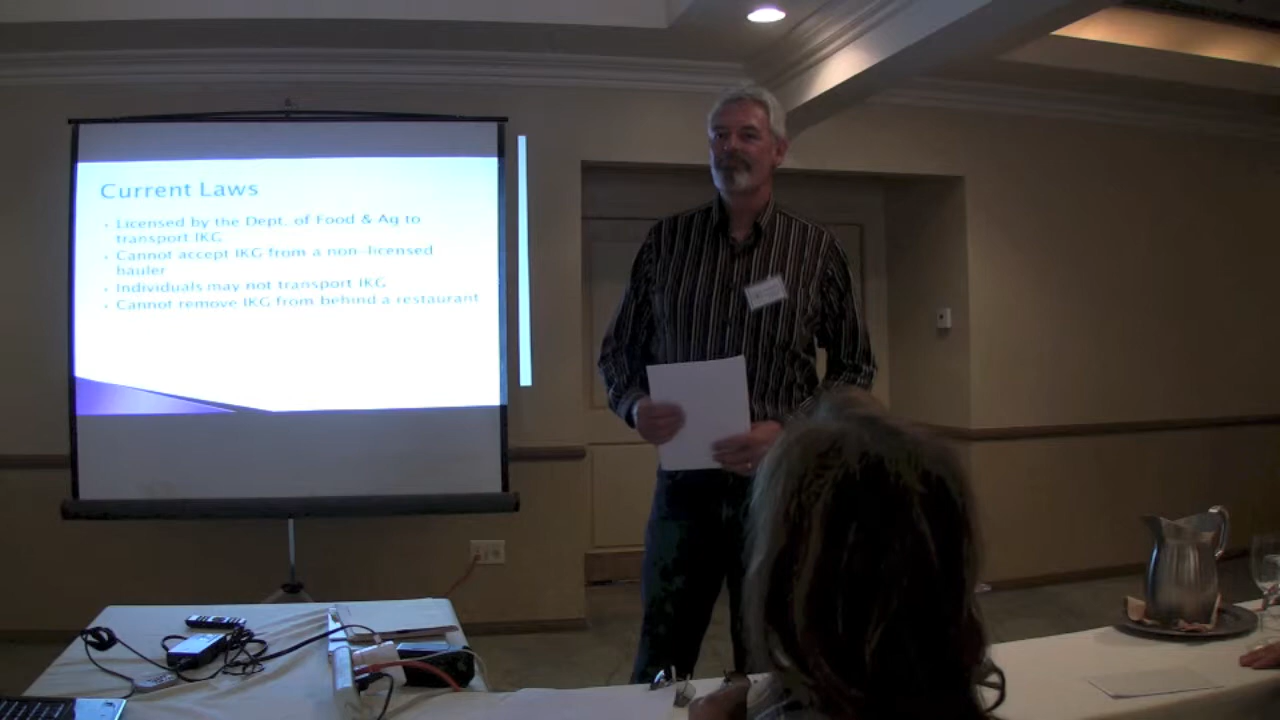 Current Laws
Licensed by the Dept. of Food & Ag to
transport IKG
Cannot accept IKG from a non-licensed
hauler
Individuals may not transport IKG
Cannot remove IKG from behind a restaurant